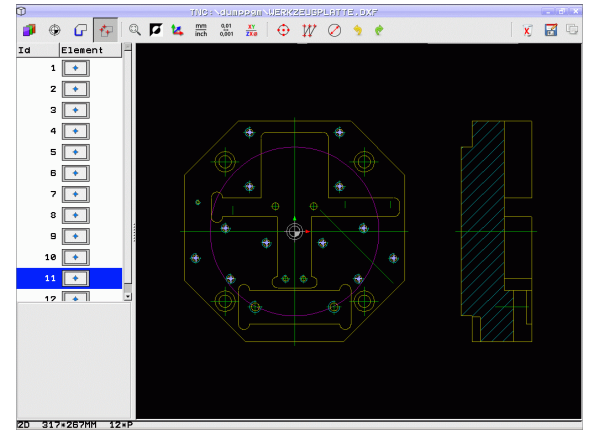 TNC:\dumppgm\WERKZEUGPLATTE.DXF
mm
inch
0,01
0,001
XY
ZX⌀
Id Element
1
2
3
4
5
6
7
8
9
10
11
12
2D 317*267MM 12*P